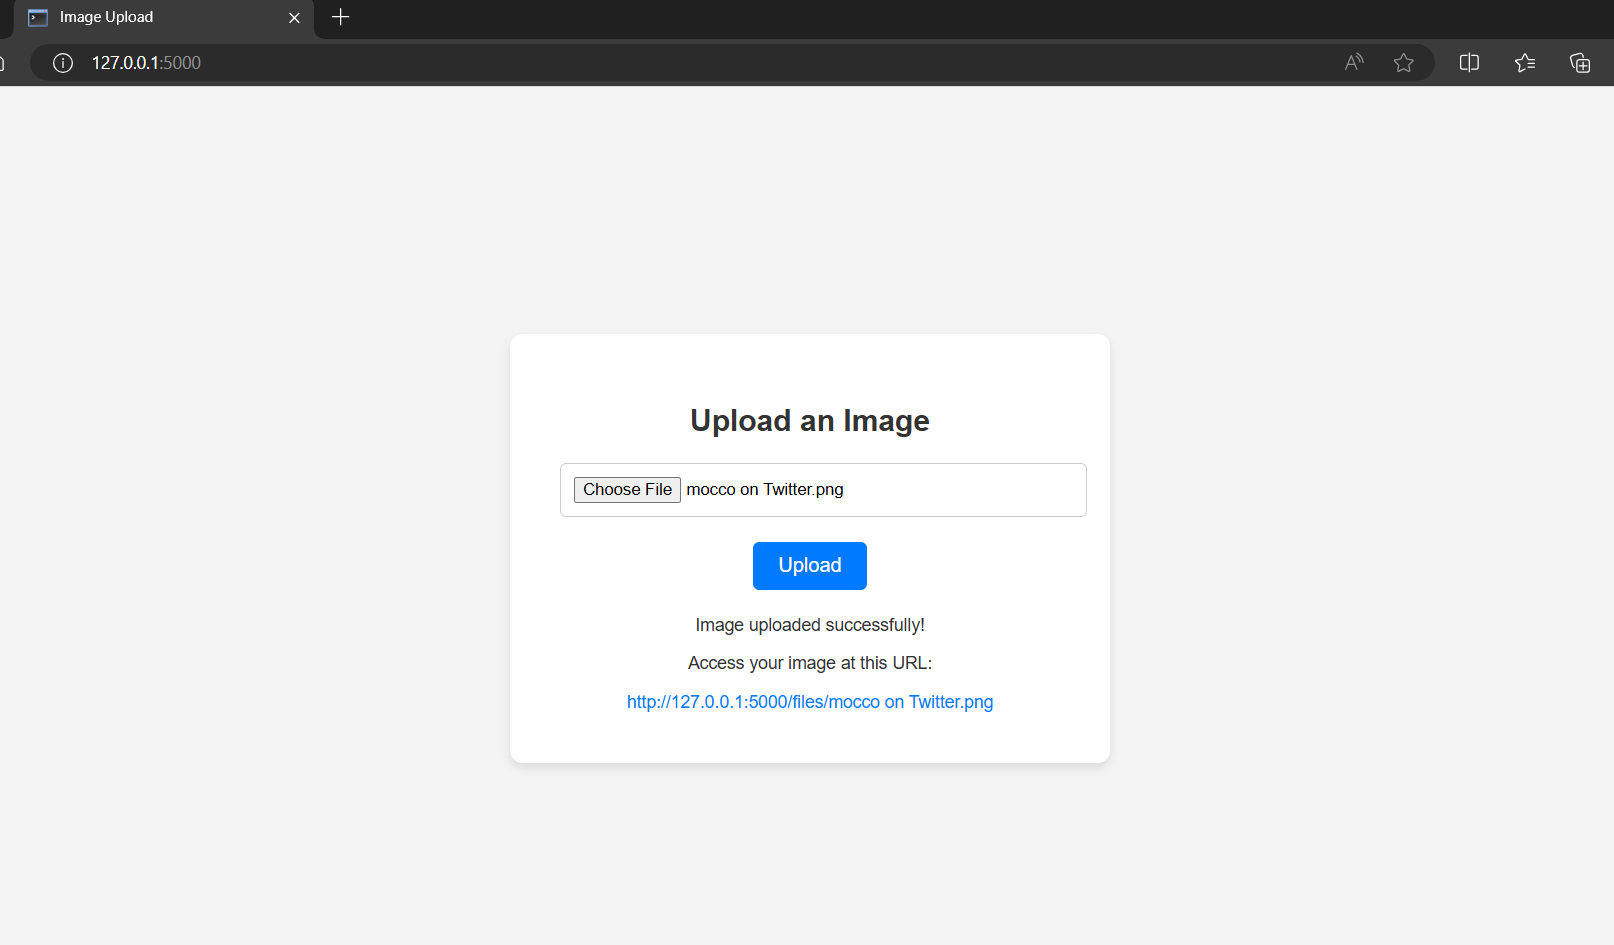 Image Upload
127.0.0.1:5000
Upload an Image
Choose File mocco on Twitter.png
Upload
Image uploaded successfully!
Access your image at this URL:
http://127.0.0.1:5000/files/mocco on Twitter.png